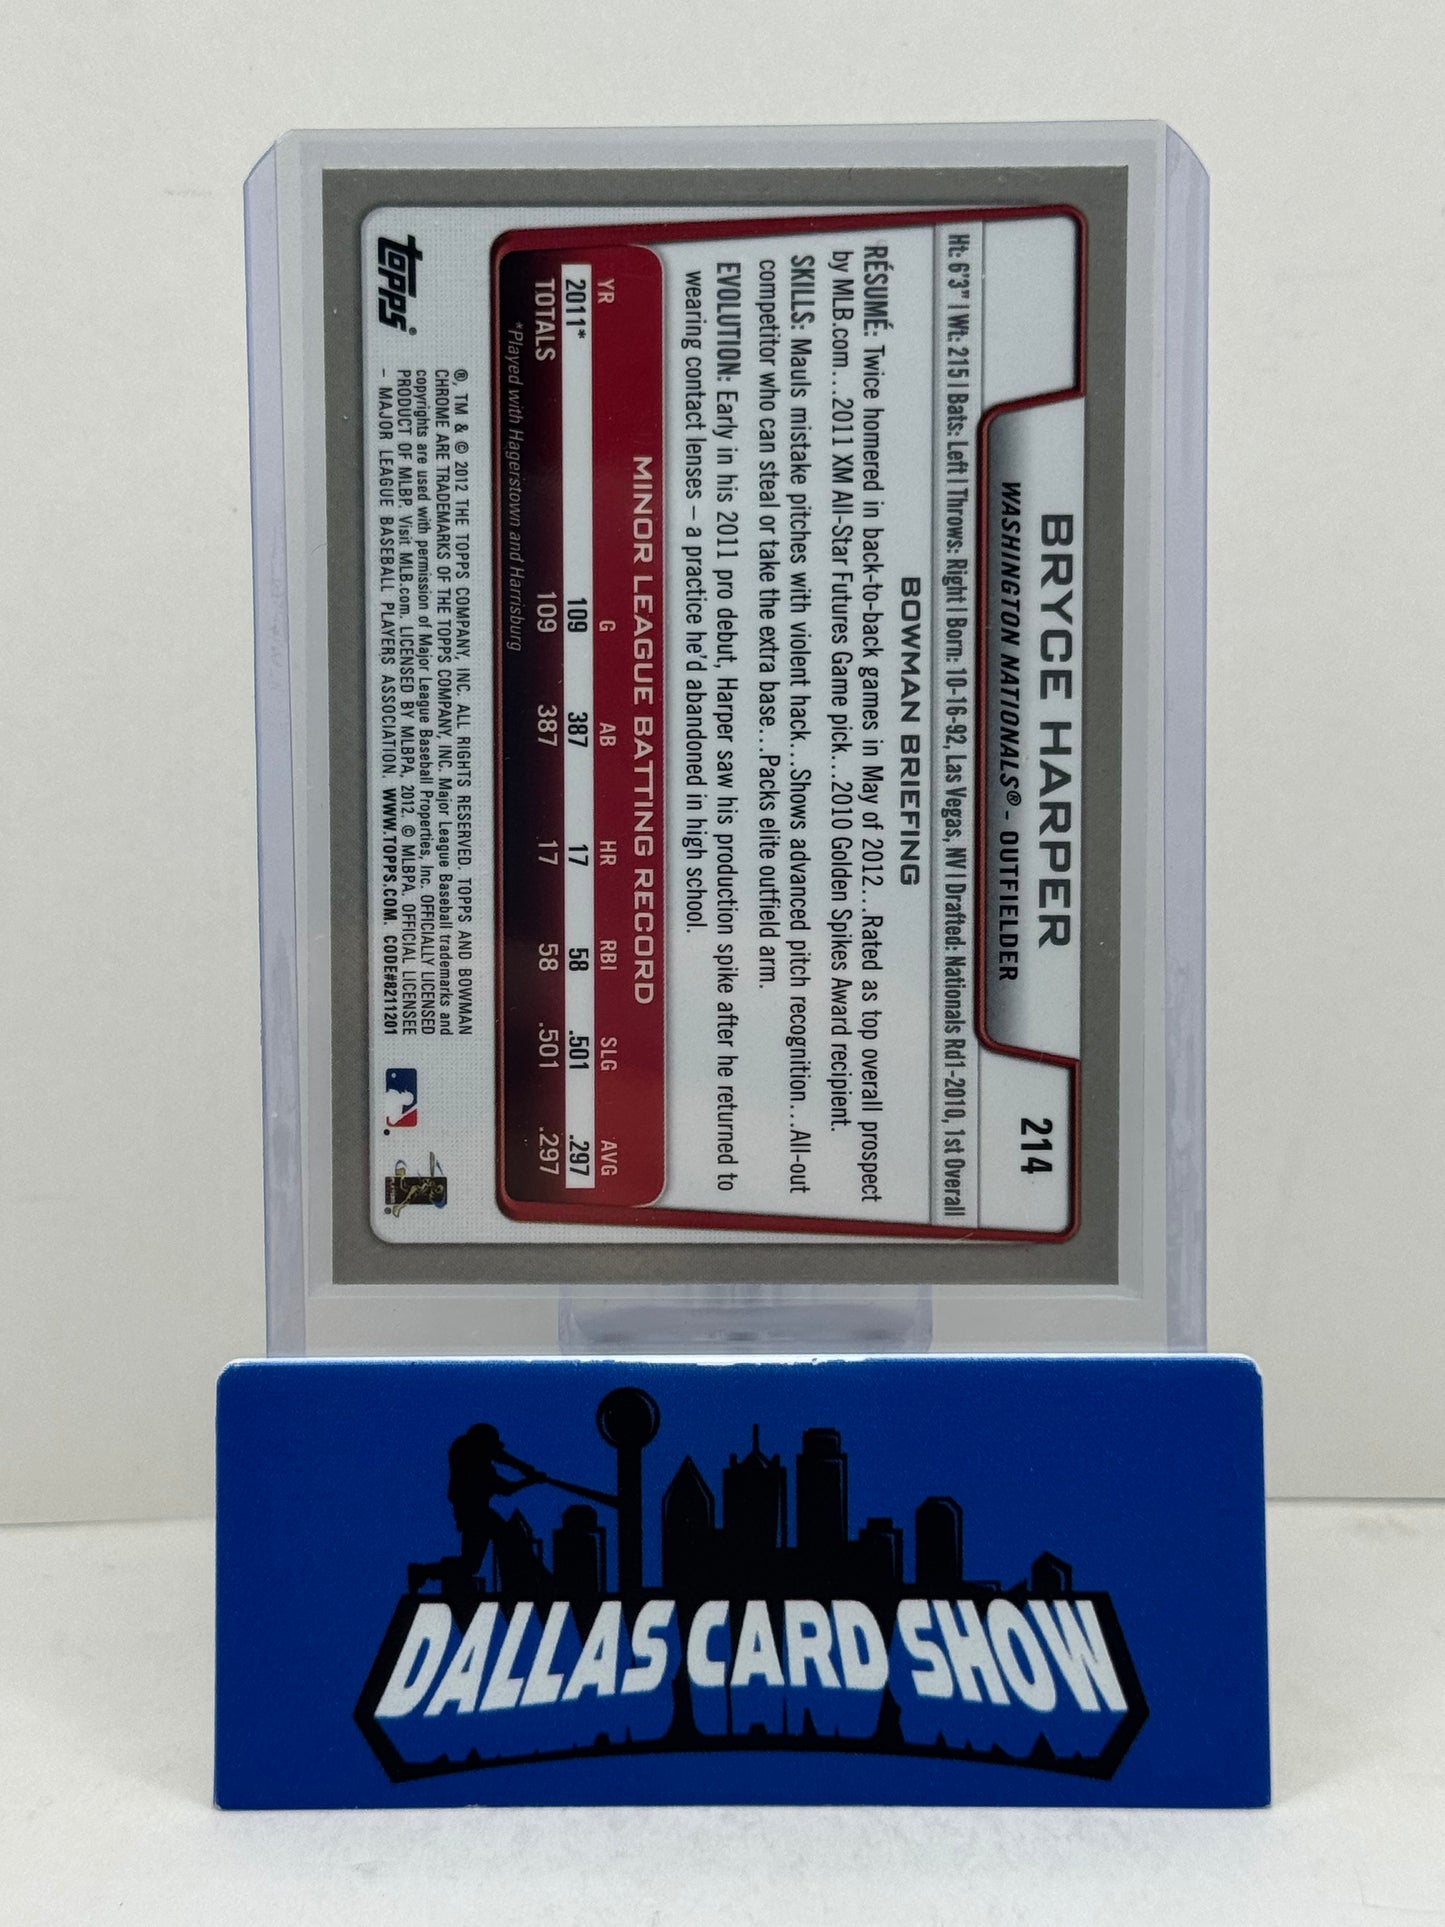 BRYCE HARPER
214
WASHINGTON NATIONALS® - OUTFIELDER
Ht: 6'3" | Wt: 215 | Bats: Left | Throws: Right | Born: 10-16-92, Las Vegas, NV | Drafted: Nationals Rd1-2010, 1st Overall
BOWMAN BRIEFING
RÉSUMÉ: Twice homered in back-to-back games in May of 2012...Rated as top overall prospect
by MLB.com...2011 XM All-Star Futures Game pick...2010 Golden Spikes Award recipient.
SKILLS: Mauls mistake pitches with violent hack...Shows advanced pitch recognition...All-out
competitor who can steal or take the extra base...Packs elite outfield arm.
EVOLUTION: Early in his 2011 pro debut, Harper saw his production spike after he returned to
wearing contact lenses – a practice he'd abandoned in high school.
MINOR LEAGUE BATTING RECORD
YR G AB HR RBI SLG AVG
2011* 109 387 17 58 .501 .297
TOTALS 109 387 17 58 .501 .297
*Played with Hagerstown and Harrisburg
topps®
®, TM & © 2012 THE TOPPS COMPANY, INC. ALL RIGHTS RESERVED. TOPPS AND BOWMAN
CHROME ARE TRADEMARKS OF THE TOPPS COMPANY, INC. Major League Baseball trademarks and
copyrights are used with permission of Major League Baseball Properties, Inc. OFFICIALLY LICENSED
PRODUCT OF MLBP. Visit MLB.com. LICENSED BY MLBPA, 2012. © MLBPA. OFFICIAL LICENSEE
– MAJOR LEAGUE BASEBALL PLAYERS ASSOCIATION. WWW.TOPPS.COM. CODE#8211201
DALLAS CARD SHOW